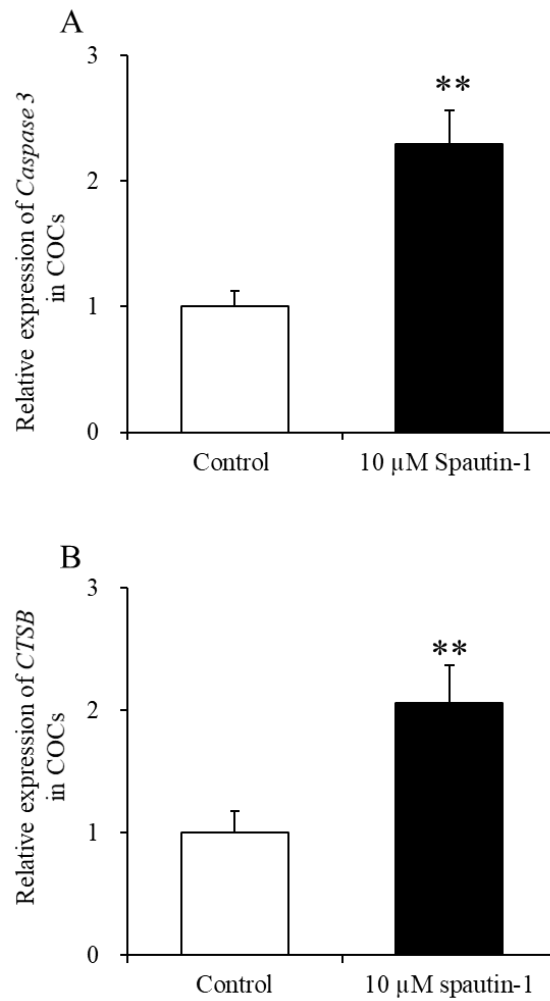 A
Relative expression of Caspase 3
in COCs
3
2
1
0
**
Control
10 µM Spautin-1
B
Relative expression of CTSB
in COCs
3
2
1
0
**
Control
10 µM spautin-1